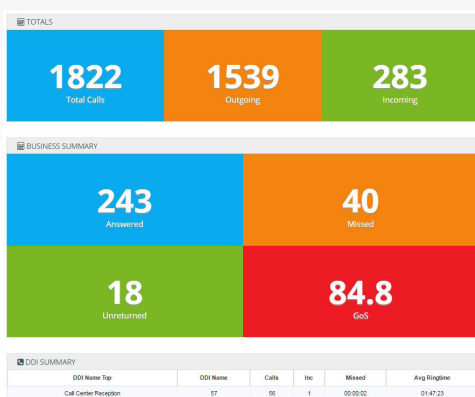 TOTALS
1822 1539 283
Total Calls Outgoing Incoming
BUSINESS SUMMARY
243 40
Answered Missed
18 84.8
Unreturned GoS
DDI SUMMARY
DDI Name Top DDI Name Calls Inc Missed Avg Ringtime
Call Center Reception 57 56 1 00:00:02 01:47:23